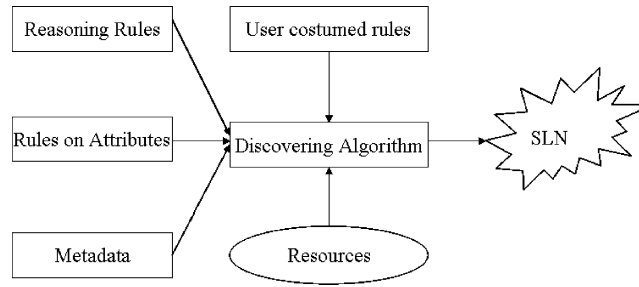 Reasoning Rules
User costumed rules
Rules on Attributes
Discovering Algorithm
SLN
Metadata
Resources